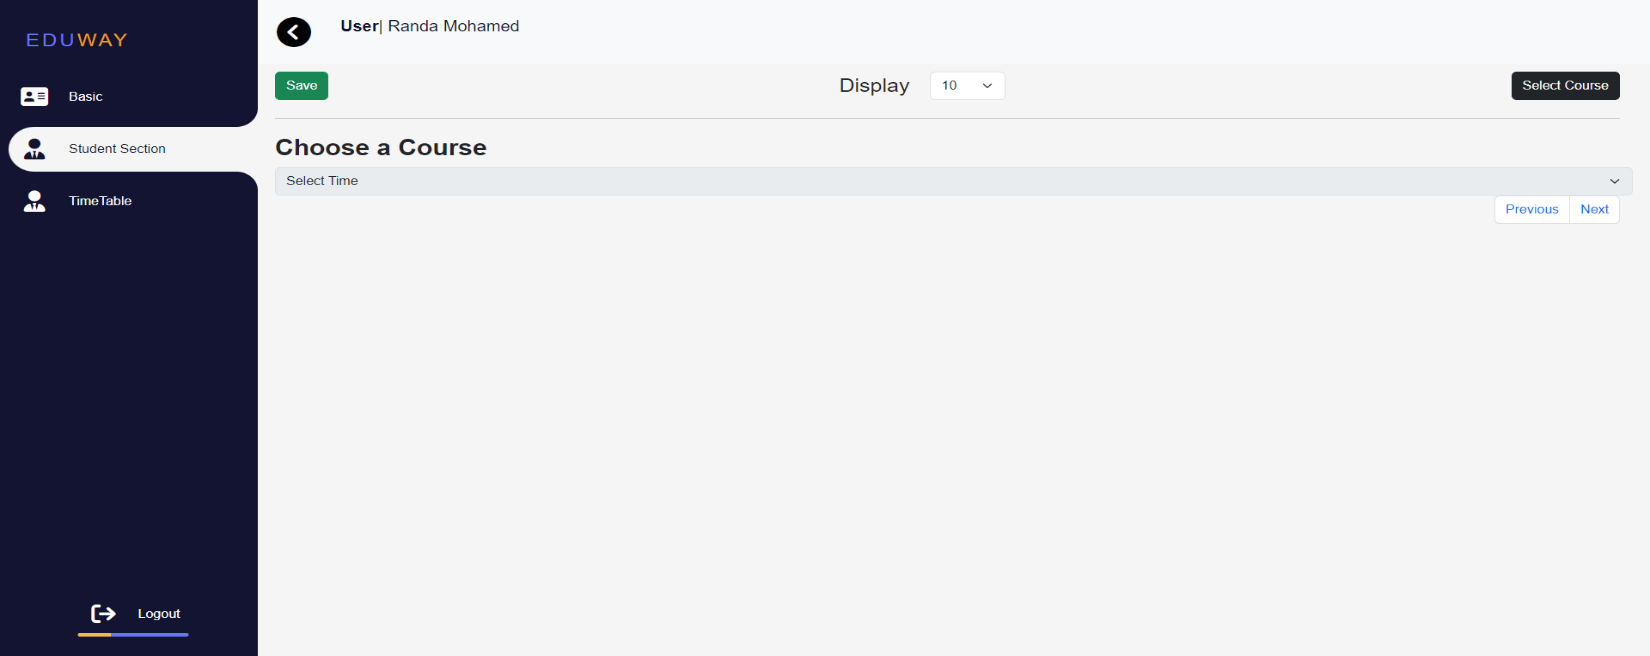 EDUWAY
Basic
Student Section
TimeTable
Logout
User| Randa Mohamed
Save
Display 10
Select Course
Choose a Course
Select Time
Previous Next